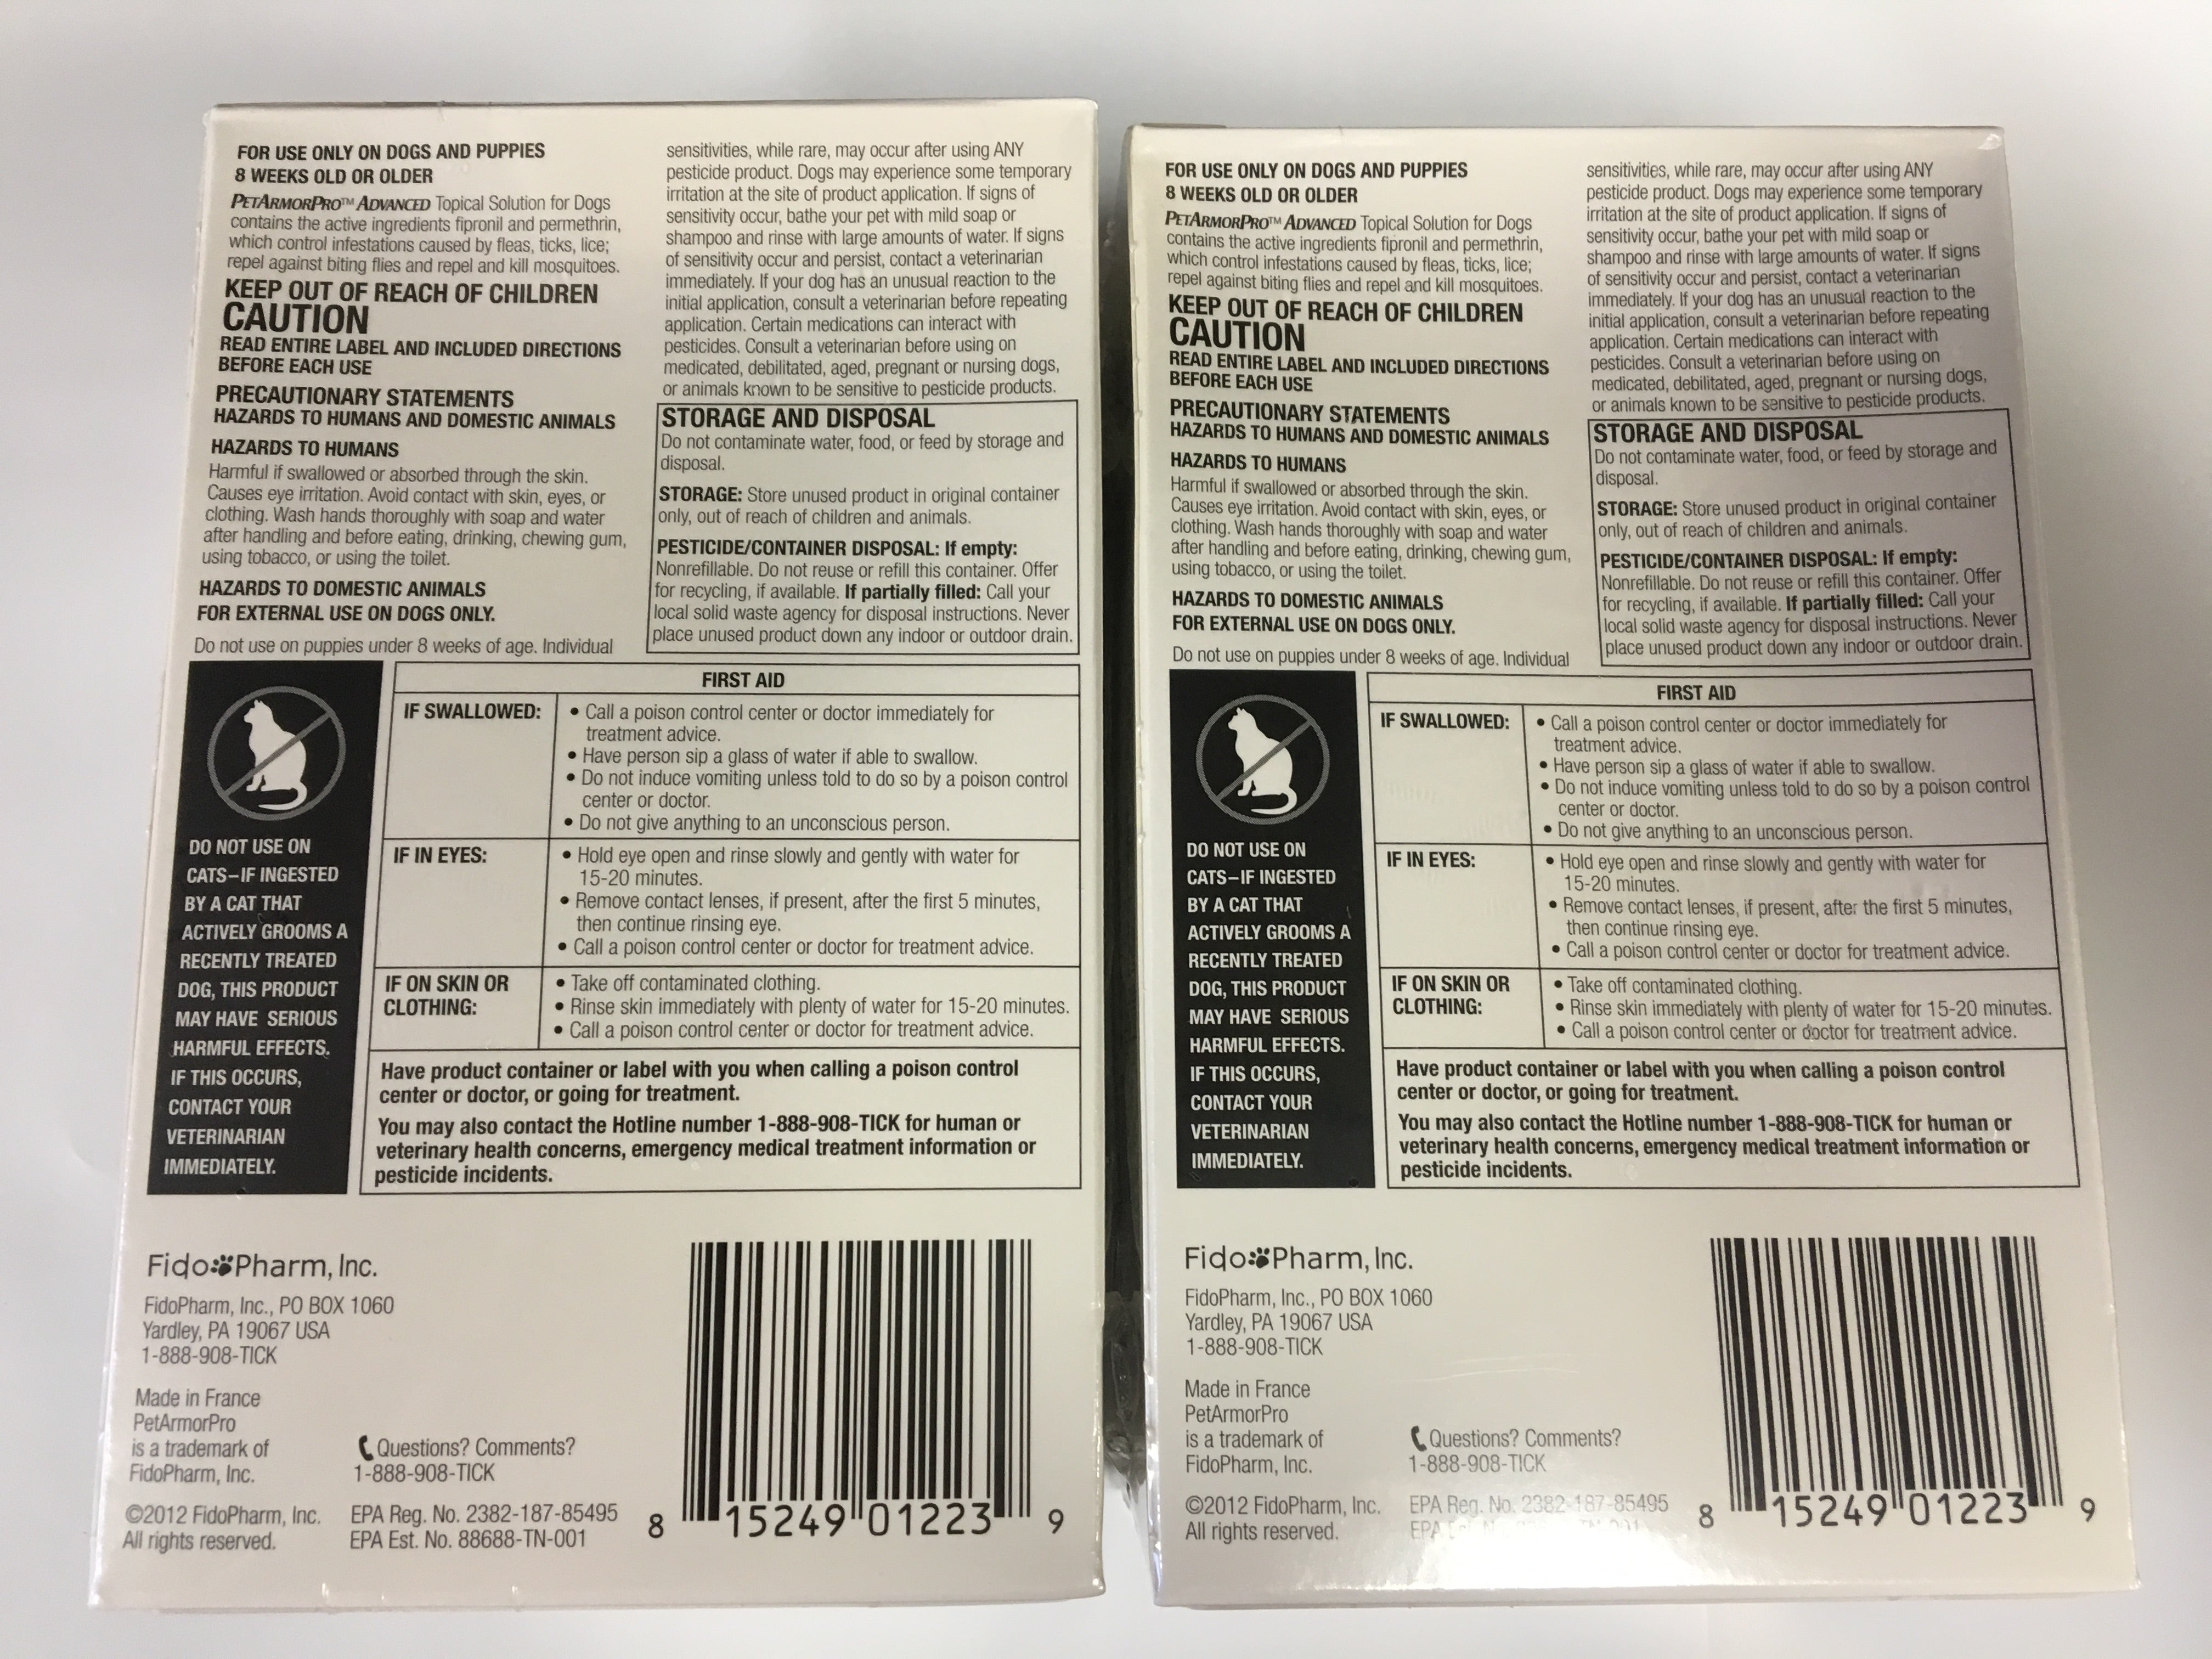 FOR USE ONLY ON DOGS AND PUPPIES
8 WEEKS OLD OR OLDER
PETARMORPRO™ ADVANCED Topical Solution for Dogs
contains the active ingredients fipronil and permethrin,
which control infestations caused by fleas, ticks, lice;
repel against biting flies and repel and kill mosquitoes.
KEEP OUT OF REACH OF CHILDREN
CAUTION
READ ENTIRE LABEL AND INCLUDED DIRECTIONS
BEFORE EACH USE
PRECAUTIONARY STATEMENTS
HAZARDS TO HUMANS AND DOMESTIC ANIMALS
HAZARDS TO HUMANS
Harmful if swallowed or absorbed through the skin.
Causes eye irritation. Avoid contact with skin, eyes, or
clothing. Wash hands thoroughly with soap and water
after handling and before eating, drinking, chewing gum,
using tobacco, or using the toilet.
HAZARDS TO DOMESTIC ANIMALS
FOR EXTERNAL USE ON DOGS ONLY.
Do not use on puppies under 8 weeks of age. Individual
sensitivities, while rare, may occur after using ANY
pesticide product. Dogs may experience some temporary
irritation at the site of product application. If signs of
sensitivity occur, bathe your pet with mild soap or
shampoo and rinse with large amounts of water. If signs
of sensitivity occur and persist, contact a veterinarian
immediately. If your dog has an unusual reaction to the
initial application, consult a veterinarian before repeating
application. Certain medications can interact with
pesticides. Consult a veterinarian before using on
medicated, debilitated, aged, pregnant or nursing dogs,
or animals known to be sensitive to pesticide products.
STORAGE AND DISPOSAL
Do not contaminate water, food, or feed by storage and
disposal.
STORAGE: Store unused product in original container
only, out of reach of children and animals.
PESTICIDE/CONTAINER DISPOSAL: If empty:
Nonrefillable. Do not reuse or refill this container. Offer
for recycling, if available. If partially filled: Call your
local solid waste agency for disposal instructions. Never
place unused product down any indoor or outdoor drain.
DO NOT USE ON
CATS–IF INGESTED
BY A CAT THAT
ACTIVELY GROOMS A
RECENTLY TREATED
DOG, THIS PRODUCT
MAY HAVE SERIOUS
HARMFUL EFFECTS.
IF THIS OCCURS,
CONTACT YOUR
VETERINARIAN
IMMEDIATELY.
FIRST AID
IF SWALLOWED:
• Call a poison control center or doctor immediately for
treatment advice.
• Have person sip a glass of water if able to swallow.
• Do not induce vomiting unless told to do so by a poison control
center or doctor.
• Do not give anything to an unconscious person.
IF IN EYES:
• Hold eye open and rinse slowly and gently with water for
15-20 minutes.
• Remove contact lenses, if present, after the first 5 minutes,
then continue rinsing eye.
• Call a poison control center or doctor for treatment advice.
IF ON SKIN OR
CLOTHING:
• Take off contaminated clothing.
• Rinse skin immediately with plenty of water for 15-20 minutes.
• Call a poison control center or doctor for treatment advice.
Have product container or label with you when calling a poison control
center or doctor, or going for treatment.
You may also contact the Hotline number 1-888-908-TICK for human or
veterinary health concerns, emergency medical treatment information or
pesticide incidents.
Fido Pharm, Inc.
FidoPharm, Inc., PO BOX 1060
Yardley, PA 19067 USA
1-888-908-TICK
Made in France
PetArmorPro
is a trademark of
FidoPharm, Inc.
©2012 FidoPharm, Inc.
All rights reserved.
Questions? Comments?
1-888-908-TICK
EPA Reg. No. 2382-187-85495
EPA Est. No. 88688-TN-001
8 15249 01223 9
FOR USE ONLY ON DOGS AND PUPPIES
8 WEEKS OLD OR OLDER
PETARMORPRO™ ADVANCED Topical Solution for Dogs
contains the active ingredients fipronil and permethrin,
which control infestations caused by fleas, ticks, lice;
repel against biting flies and repel and kill mosquitoes.
KEEP OUT OF REACH OF CHILDREN
CAUTION
READ ENTIRE LABEL AND INCLUDED DIRECTIONS
BEFORE EACH USE
PRECAUTIONARY STATEMENTS
HAZARDS TO HUMANS AND DOMESTIC ANIMALS
HAZARDS TO HUMANS
Harmful if swallowed or absorbed through the skin.
Causes eye irritation. Avoid contact with skin, eyes, or
clothing. Wash hands thoroughly with soap and water
after handling and before eating, drinking, chewing gum,
using tobacco, or using the toilet.
HAZARDS TO DOMESTIC ANIMALS
FOR EXTERNAL USE ON DOGS ONLY.
Do not use on puppies under 8 weeks of age. Individual
sensitivities, while rare, may occur after using ANY
pesticide product. Dogs may experience some temporary
irritation at the site of product application. If signs of
sensitivity occur, bathe your pet with mild soap or
shampoo and rinse with large amounts of water. If signs
of sensitivity occur and persist, contact a veterinarian
immediately. If your dog has an unusual reaction to the
initial application, consult a veterinarian before repeating
application. Certain medications can interact with
pesticides. Consult a veterinarian before using on
medicated, debilitated, aged, pregnant or nursing dogs,
or animals known to be sensitive to pesticide products.
STORAGE AND DISPOSAL
Do not contaminate water, food, or feed by storage and
disposal.
STORAGE: Store unused product in original container
only, out of reach of children and animals.
PESTICIDE/CONTAINER DISPOSAL: If empty:
Nonrefillable. Do not reuse or refill this container. Offer
for recycling, if available. If partially filled: Call your
local solid waste agency for disposal instructions. Never
place unused product down any indoor or outdoor drain.
DO NOT USE ON
CATS–IF INGESTED
BY A CAT THAT
ACTIVELY GROOMS A
RECENTLY TREATED
DOG, THIS PRODUCT
MAY HAVE SERIOUS
HARMFUL EFFECTS.
IF THIS OCCURS,
CONTACT YOUR
VETERINARIAN
IMMEDIATELY.
FIRST AID
IF SWALLOWED:
• Call a poison control center or doctor immediately for
treatment advice.
• Have person sip a glass of water if able to swallow.
• Do not induce vomiting unless told to do so by a poison control
center or doctor.
• Do not give anything to an unconscious person.
IF IN EYES:
• Hold eye open and rinse slowly and gently with water for
15-20 minutes.
• Remove contact lenses, if present, after the first 5 minutes,
then continue rinsing eye.
• Call a poison control center or doctor for treatment advice.
IF ON SKIN OR
CLOTHING:
• Take off contaminated clothing.
• Rinse skin immediately with plenty of water for 15-20 minutes.
• Call a poison control center or doctor for treatment advice.
Have product container or label with you when calling a poison control
center or doctor, or going for treatment.
You may also contact the Hotline number 1-888-908-TICK for human or
veterinary health concerns, emergency medical treatment information or
pesticide incidents.
Fido Pharm, Inc.
FidoPharm, Inc., PO BOX 1060
Yardley, PA 19067 USA
1-888-908-TICK
Made in France
PetArmorPro
is a trademark of
FidoPharm, Inc.
©2012 FidoPharm, Inc.
All rights reserved.
Questions? Comments?
1-888-908-TICK
EPA Reg. No. 2382-187-85495
EPA
8 15249 01223 9